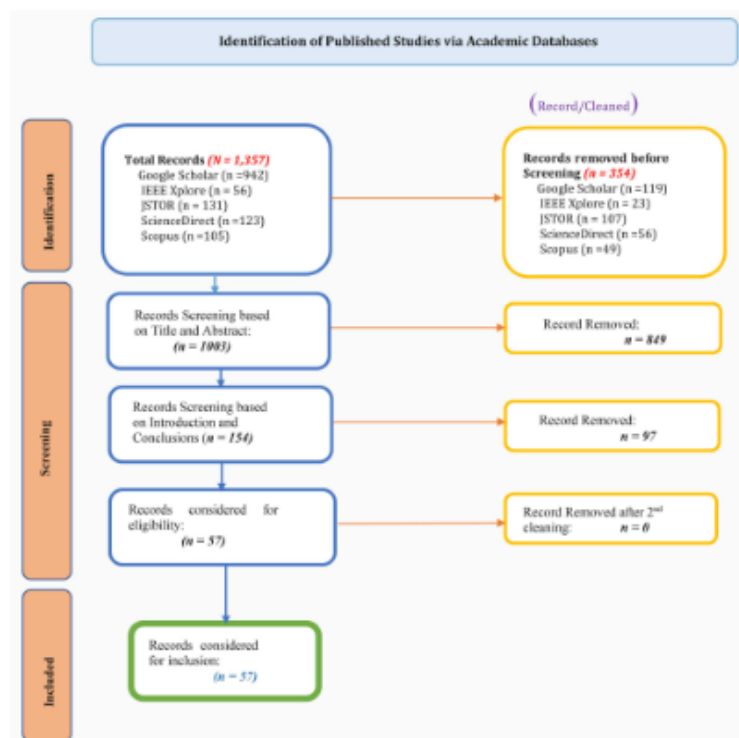 Identification of Published Studies via Academic Databases
(Record/Cleaned)
Identification
Total Records (N = 1,357)
Google Scholar (n =942)
IEEE Xplore (n = 56)
JSTOR (n = 131)
ScienceDirect (n =123)
Scopus (n =105)
Records removed before
Screening (n = 354)
Google Scholar (n =119)
IEEE Xplore (n = 23)
JSTOR (n = 107)
ScienceDirect (n =56)
Scopus (n =49)
Screening
Records Screening based
on Title and Abstract:
(n = 1003)
Record Removed:
n = 849
Records Screening based
on Introduction and
Conclusions (n = 154)
Record Removed:
n = 97
Records considered for
eligibility:
(n = 57)
Record Removed after 2nd
cleaning: n = 0
Included
Records considered
for inclusion:
(n = 57)